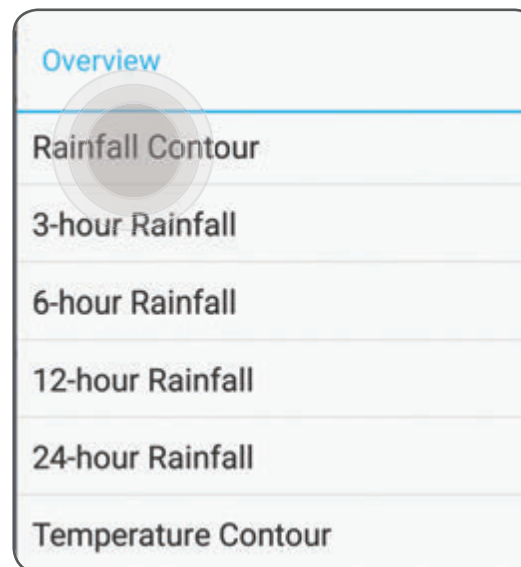 Overview
Rainfall Contour
3-hour Rainfall
6-hour Rainfall
12-hour Rainfall
24-hour Rainfall
Temperature Contour